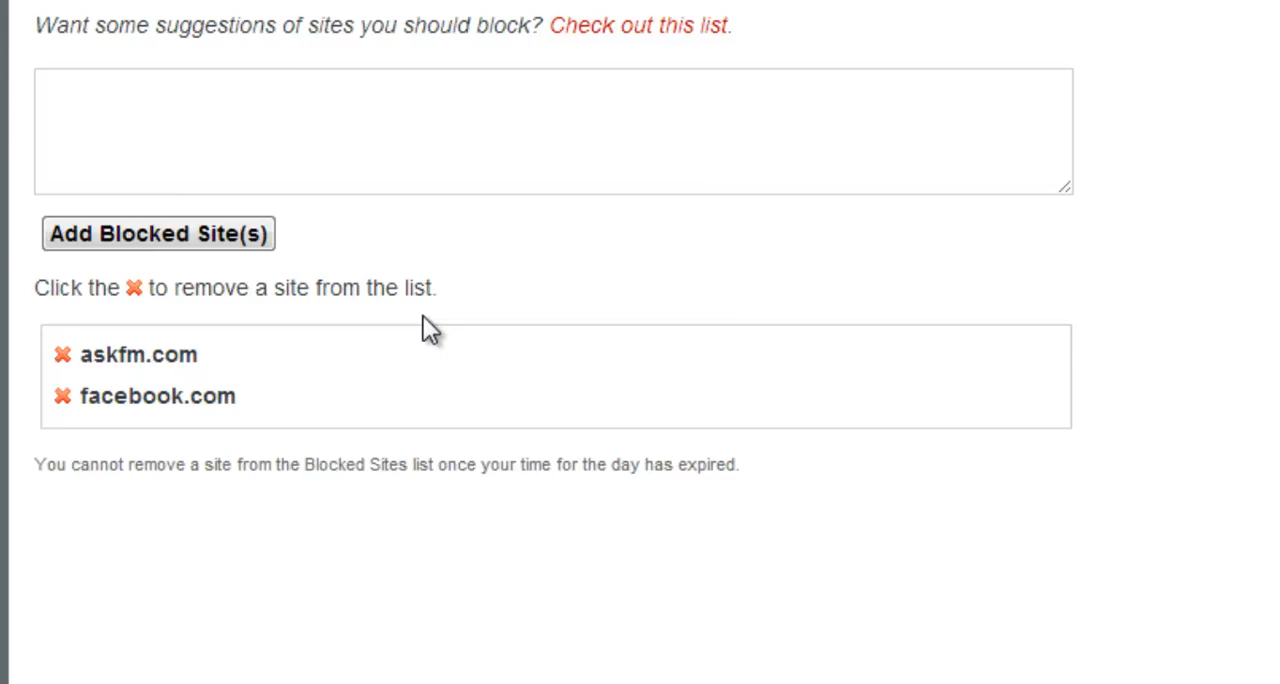 Want some suggestions of sites you should block? Check out this list.
Add Blocked Site(s)
Click the to remove a site from the list.
askfm.com
facebook.com
You cannot remove a site from the Blocked Sites list once your time for the day has expired.